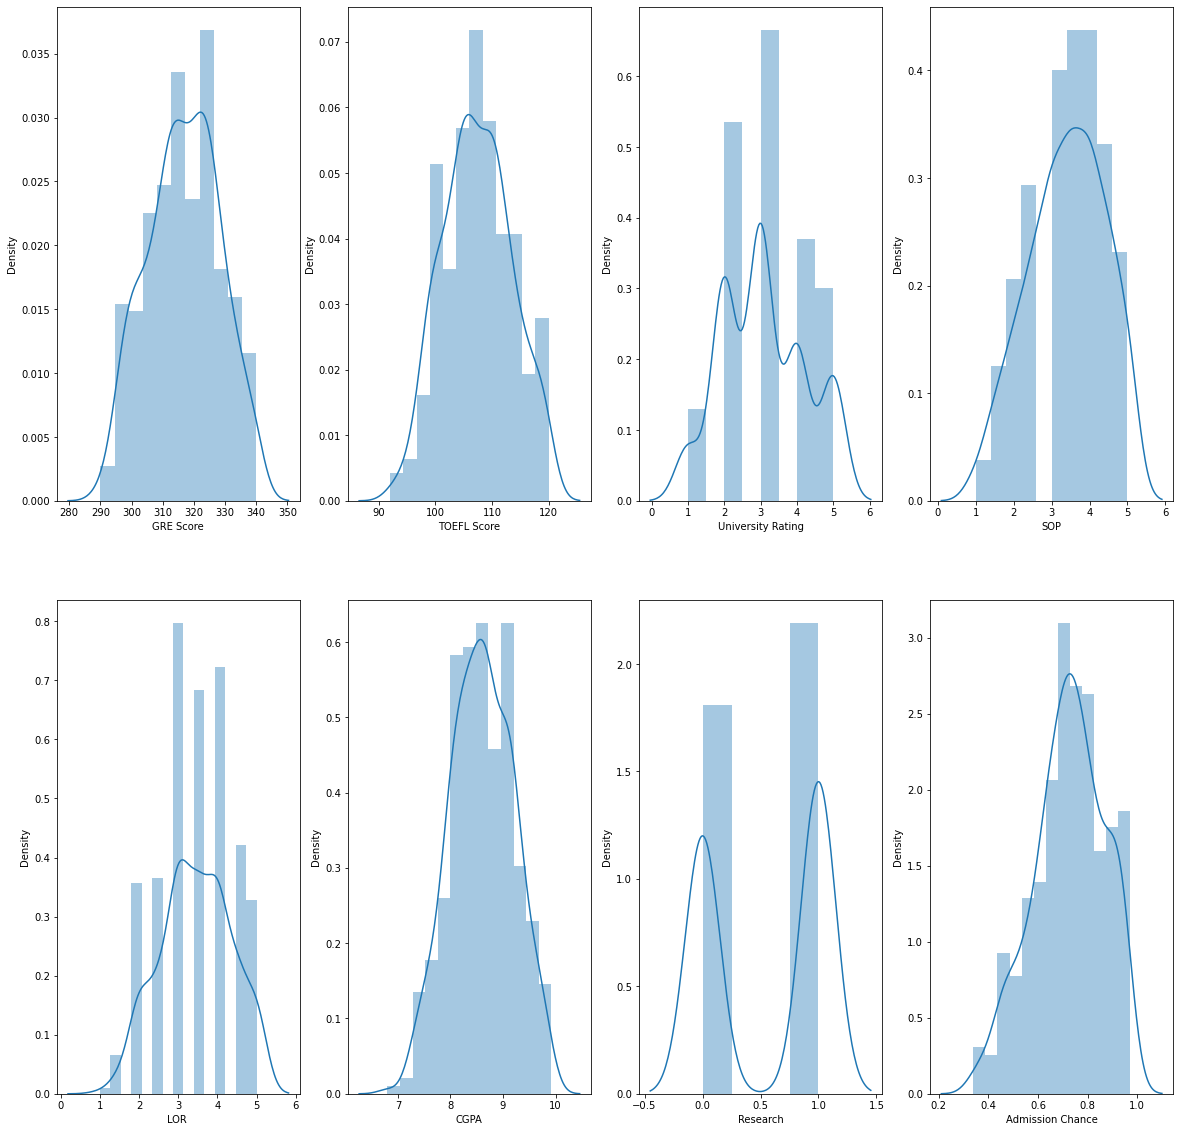 0.035
0.030
0.025
0.020
0.015
0.010
0.005
0.000
Density
280 290 300 310 320 330 340 350
GRE Score
0.07
0.06
0.05
0.04
0.03
0.02
0.01
0.00
Density
90 100 110 120
TOEFL Score
0.6
0.5
0.4
0.3
0.2
0.1
0.0
Density
0 1 2 3 4 5 6
University Rating
0.4
0.3
0.2
0.1
0.0
Density
0 1 2 3 4 5 6
SOP
0.8
0.7
0.6
0.5
0.4
0.3
0.2
0.1
0.0
Density
0 1 2 3 4 5 6
LOR
0.6
0.5
0.4
0.3
0.2
0.1
0.0
Density
7 8 9 10
CGPA
2.0
1.5
1.0
0.5
0.0
Density
−0.5 0.0 0.5 1.0 1.5
Research
3.0
2.5
2.0
1.5
1.0
0.5
0.0
Density
0.2 0.4 0.6 0.8 1.0
Admission Chance